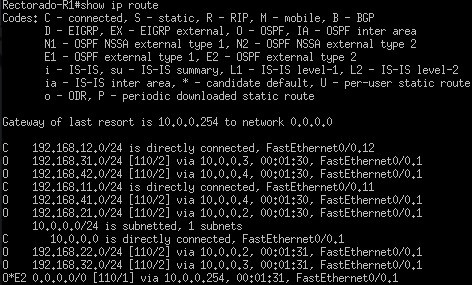 Rectorado-R1#show ip route
Codes: C - connected, S - static, R - RIP, M - mobile, B - BGP
D - EIGRP, EX - EIGRP external, O - OSPF, IA - OSPF inter area
N1 - OSPF NSSA external type 1, N2 - OSPF NSSA external type 2
E1 - OSPF external type 1, E2 - OSPF external type 2
i - IS-IS, su - IS-IS summary, L1 - IS-IS level-1, L2 - IS-IS level-2
ia - IS-IS inter area, * - candidate default, U - per-user static route
o - ODR, P - periodic downloaded static route
Gateway of last resort is 10.0.0.254 to network 0.0.0.0
C 192.168.12.0/24 is directly connected, FastEthernet0/0.12
O 192.168.31.0/24 [110/2] via 10.0.0.3, 00:01:30, FastEthernet0/0.1
O 192.168.42.0/24 [110/2] via 10.0.0.4, 00:01:30, FastEthernet0/0.1
C 192.168.11.0/24 is directly connected, FastEthernet0/0.11
O 192.168.41.0/24 [110/2] via 10.0.0.4, 00:01:30, FastEthernet0/0.1
O 192.168.21.0/24 [110/2] via 10.0.0.2, 00:01:30, FastEthernet0/0.1
10.0.0.0/24 is subnetted, 1 subnets
C 10.0.0.0 is directly connected, FastEthernet0/0.1
O 192.168.22.0/24 [110/2] via 10.0.0.2, 00:01:31, FastEthernet0/0.1
O 192.168.32.0/24 [110/2] via 10.0.0.3, 00:01:31, FastEthernet0/0.1
O*E2 0.0.0.0/0 [110/1] via 10.0.0.254, 00:01:31, FastEthernet0/0.1